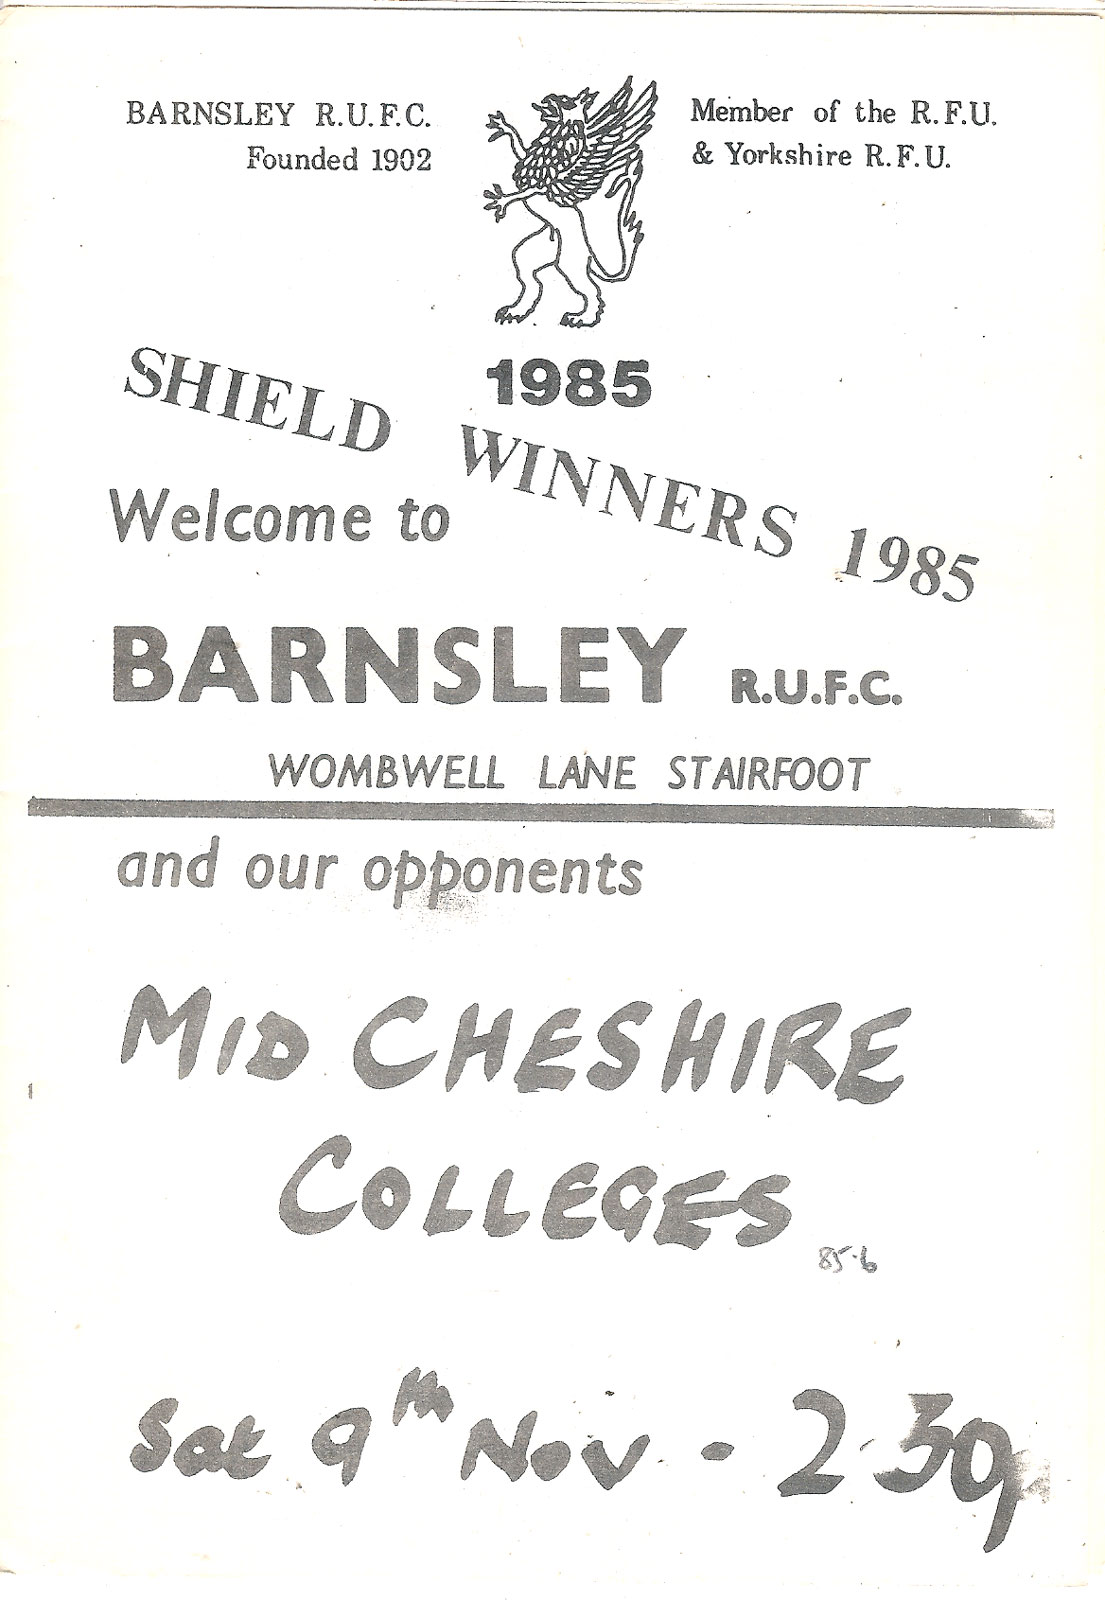 BARNSLEY R.U.F.C.
Founded 1902
Member of the R.F.U.
& Yorkshire R.F.U.
1985
SHIELD WINNERS 1985
Welcome to
BARNSLEY R.U.F.C.
WOMBWELL LANE STAIRFOOT
and our opponents
MID CHESHIRE
COLLEGES
85-6
Sat 9th Nov - 2.30p